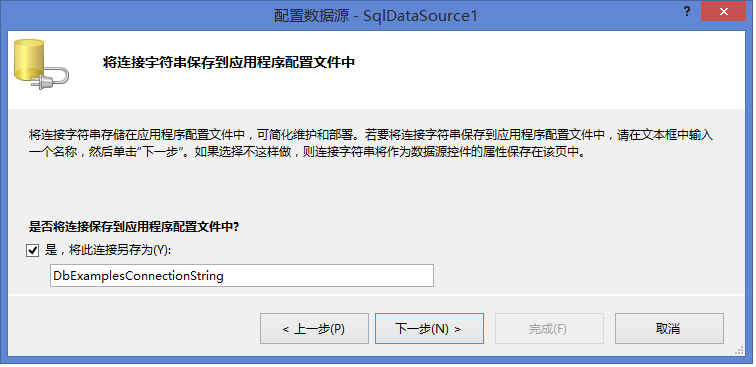 配置数据源 - SqlDataSource1
?
将连接字符串保存到应用程序配置文件中
将连接字符串存储在应用程序配置文件中，可简化维护和部署。若要将连接字符串保存到应用程序配置文件中，请在文本框中输入
一个名称，然后单击"下一步"。如果选择不这样做，则连接字符串将作为数据源控件的属性保存在该页中。
是否将连接保存到应用程序配置文件中?
是，将此连接另存为(Y):
DbExamplesConnectionString
< 上一步(P)
下一步(N) >
完成(F)
取消